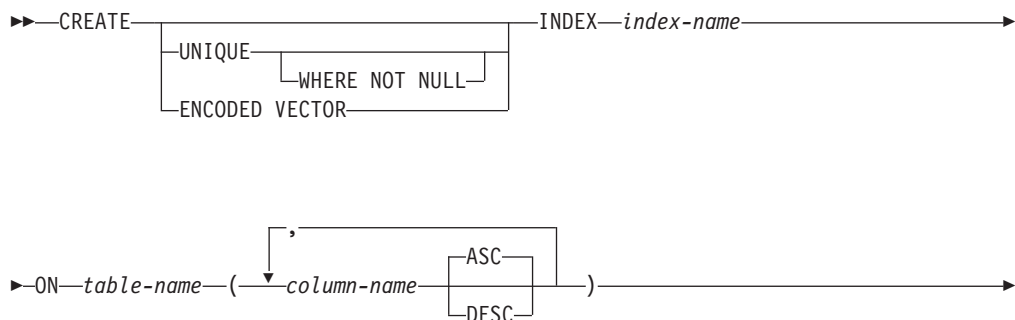 CREATE INDEX index-name
UNIQUE
WHERE NOT NULL
ENCODED VECTOR
,
ASC
ON table-name ( column-name )
DESC